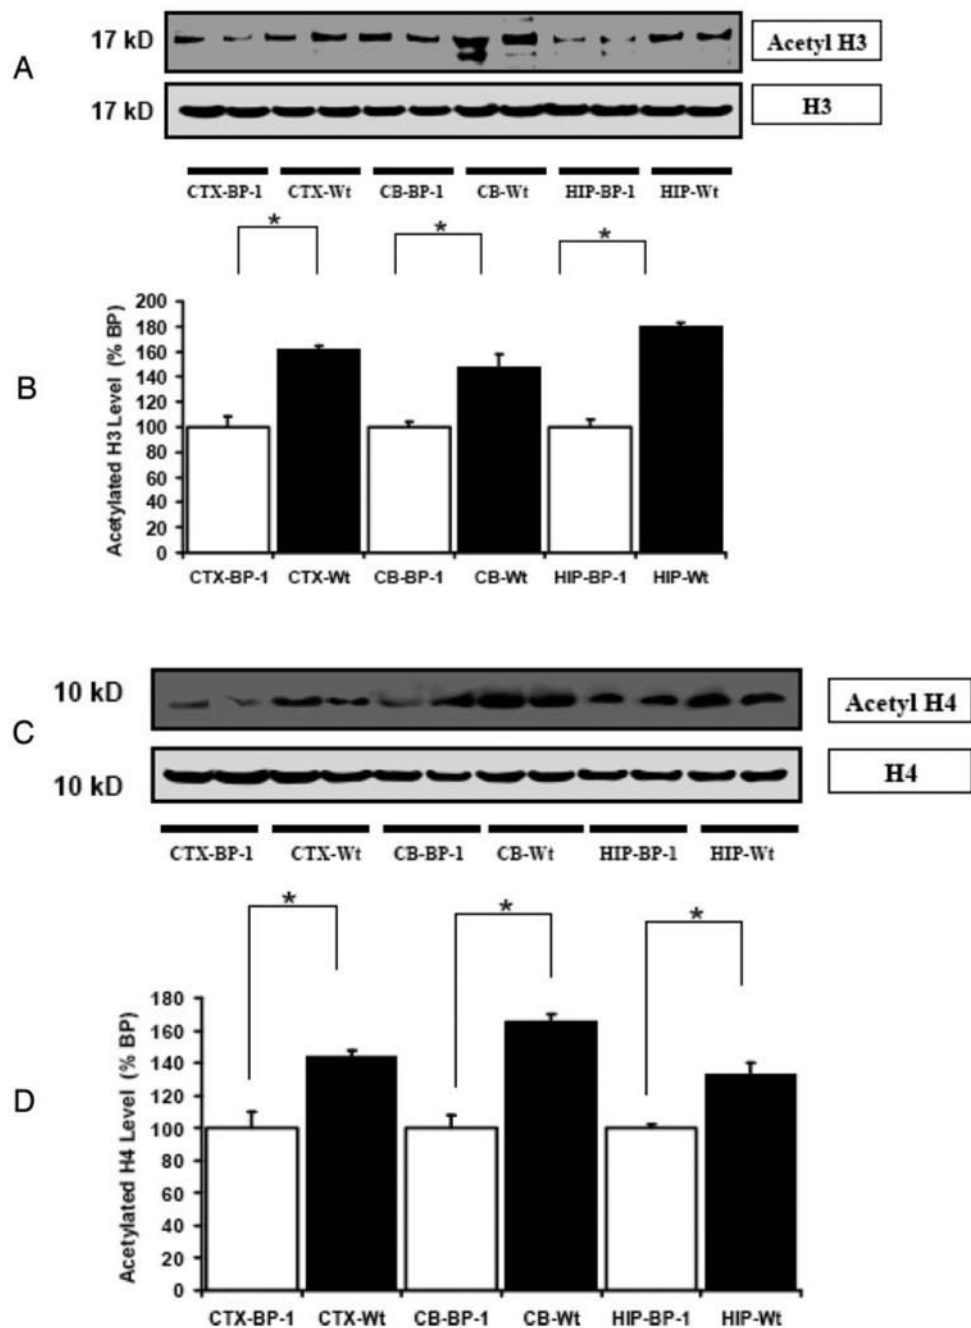 A
17 kD
Acetyl H3
17 kD
H3
CTX-BP-1 CTX-Wt CB-BP-1 CB-Wt HIP-BP-1 HIP-Wt
* * *
B
Acetylated H3 Level (% BP)
200
180
160
140
120
100
80
60
40
20
0
CTX-BP-1 CTX-Wt CB-BP-1 CB-Wt HIP-BP-1 HIP-Wt
C
10 kD
Acetyl H4
10 kD
H4
CTX-BP-1 CTX-Wt CB-BP-1 CB-Wt HIP-BP-1 HIP-Wt
* * *
D
Acetylated H4 Level (% BP)
180
160
140
120
100
80
60
40
20
0
CTX-BP-1 CTX-Wt CB-BP-1 CB-Wt HIP-BP-1 HIP-Wt